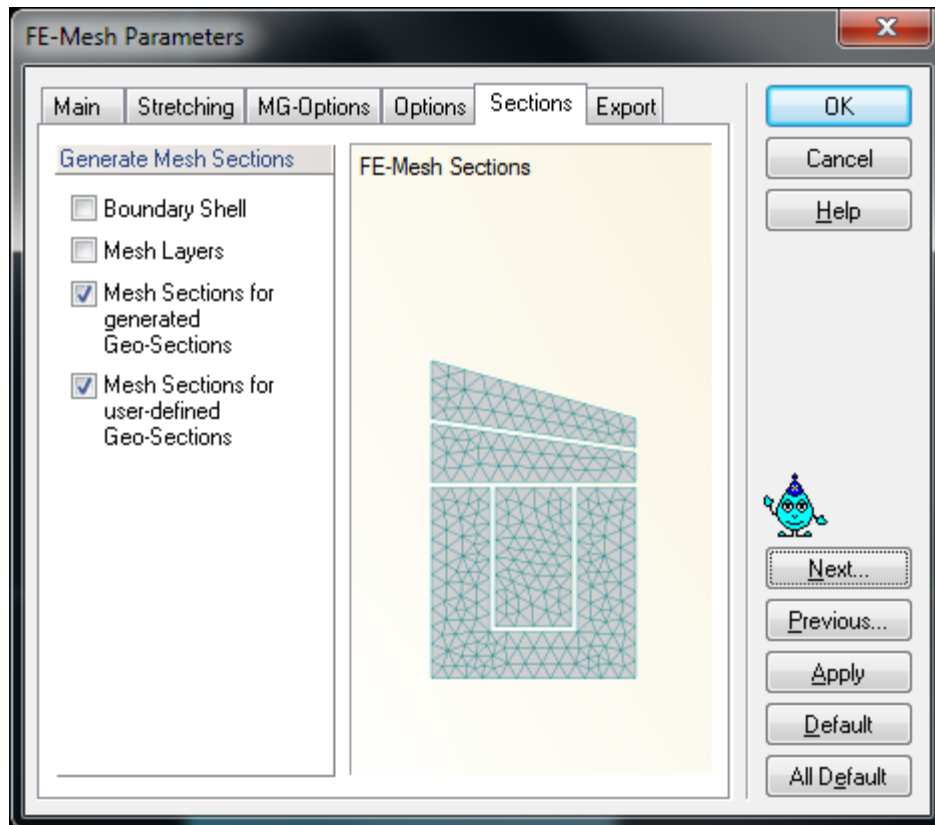 FE-Mesh Parameters
Main
Stretching
MG-Options
Options
Sections
Export
Generate Mesh Sections
Boundary Shell
Mesh Layers
Mesh Sections for
generated
Geo-Sections
Mesh Sections for
user-defined
Geo-Sections
FE-Mesh Sections
OK
Cancel
Help
Next...
Previous...
Apply
Default
All Default